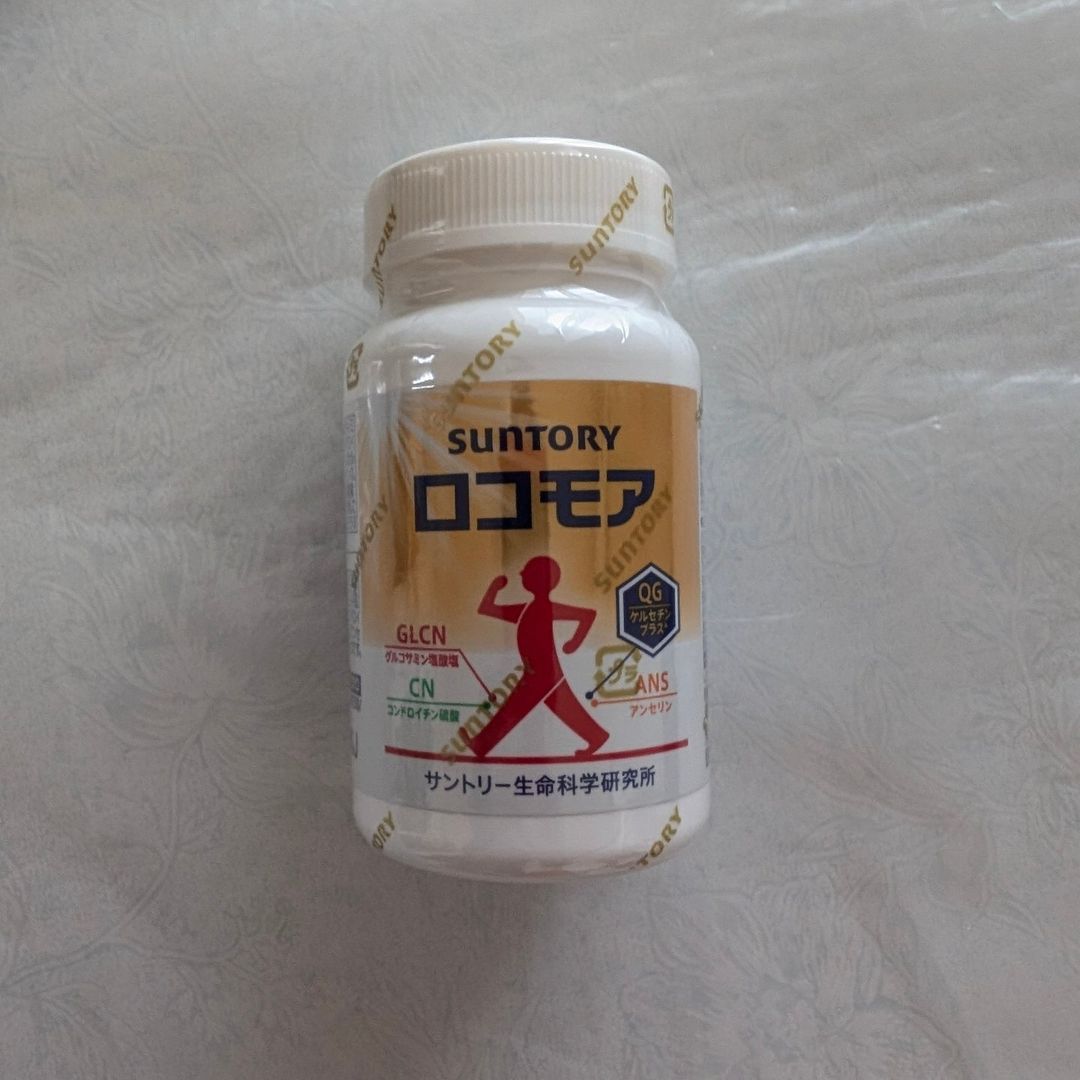 SUNTORY
SUNTORY
SUNTORY
SUNTORY
ロコモア
SUNTORY
SUNTORY
QG
ケルセチン
プラス
GLCN
グルコサミン塩酸塩
CN
コンドロイチン硫酸
プラ
ANS
アンセリン
SUNTORY
サントリー生命科学研究所